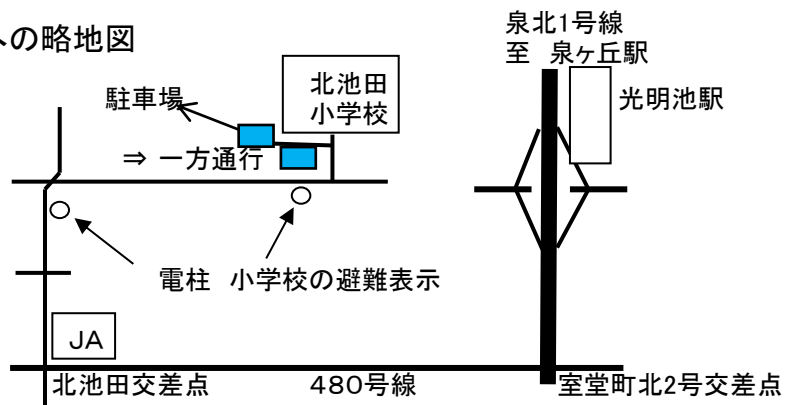 への略地図
泉北1号線
至 泉ヶ丘駅
北池田
小学校
駐車場
光明池駅
⇒ 一方通行
電柱 小学校の避難表示
JA
北池田交差点
480号線
室堂町北2号交差点